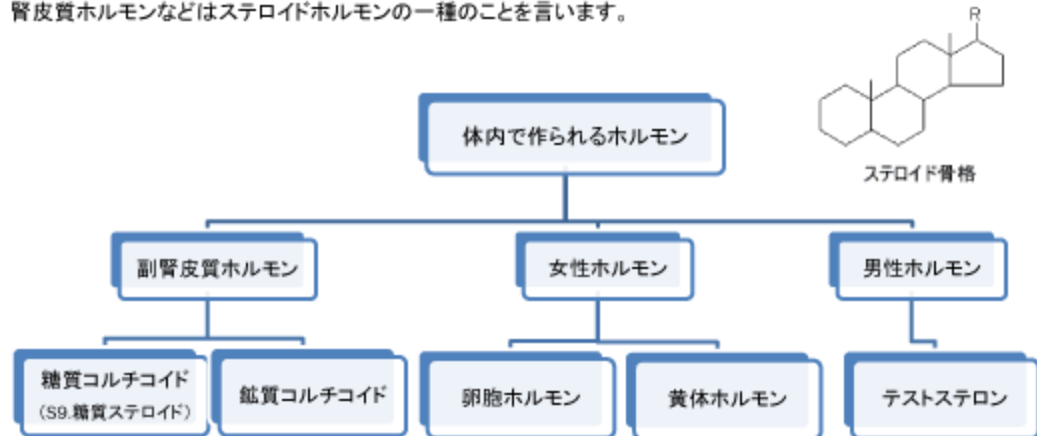 腎皮質ホルモンなどはステロイドホルモンの一種のことを言います。
R
体内で作られるホルモン
ステロイド骨格
副腎皮質ホルモン
女性ホルモン
男性ホルモン
糖質コルチコイド
（S9.糖質ステロイド）
鉱質コルチコイド
卵胞ホルモン
黄体ホルモン
テストステロン